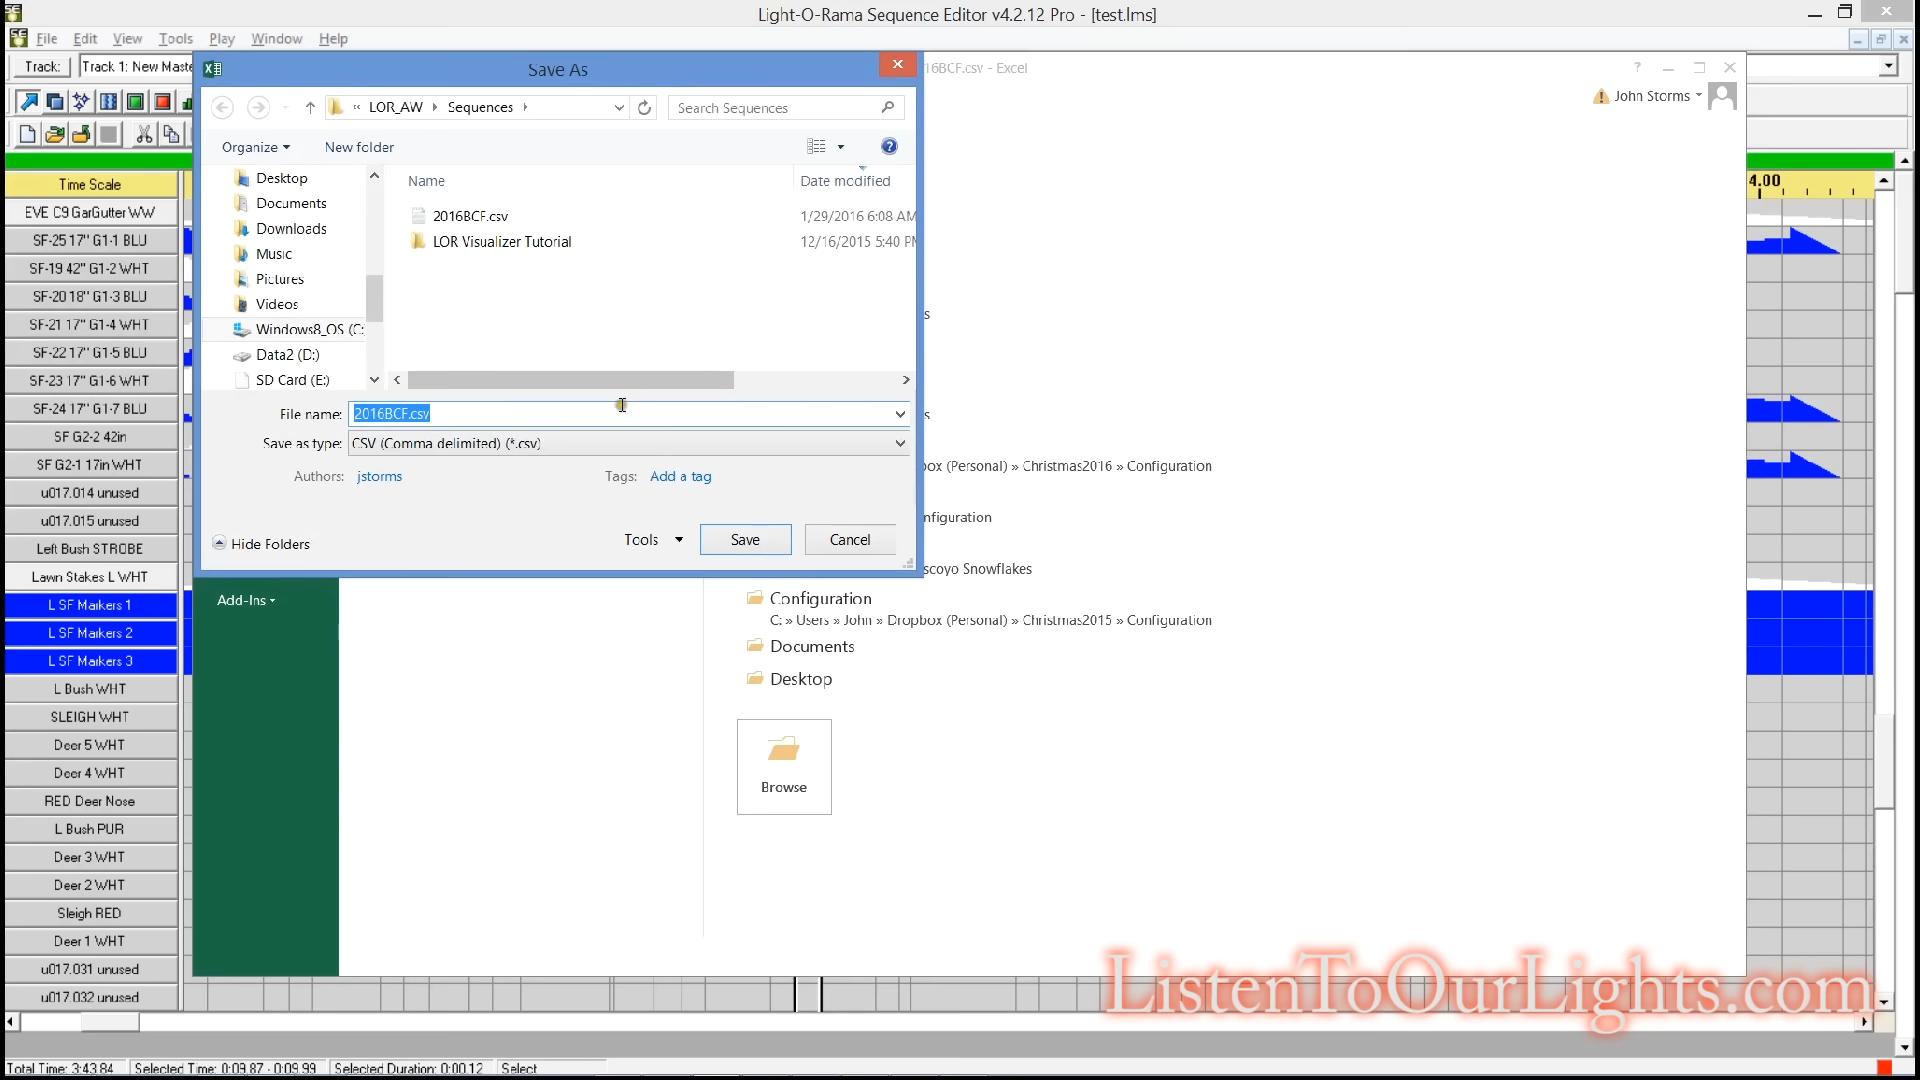 Light-O-Rama Sequence Editor v4.2.12 Pro - [test.lms]
File Edit View Tools Play Window Help
Track: Track 1: New Maste
Save As
16BCF.csv - Excel
John Storms
LOR_AW Sequences
Search Sequences
Organize
New folder
Desktop
Documents
Downloads
Music
Pictures
Videos
Windows8_OS (C:
Data2 (D:)
SD Card (E:)
Name Date modified
2016BCF.csv 1/29/2016 6:08 AM
LOR Visualizer Tutorial 12/16/2015 5:40 PM
File name: 2016BCF.csv
Save as type: CSV (Comma delimited) (*.csv)
Authors: jstorms Tags: Add a tag
Hide Folders
Tools Save Cancel
Add-Ins
box (Personal) » Christmas2016 » Configuration
nfiguration
scoyo Snowflakes
Configuration
C: » Users » John » Dropbox (Personal) » Christmas2015 » Configuration
Documents
Desktop
Browse
Time Scale
4.00
EVE C9 GarGutter WW
SF-25 17" G1-1 BLU
SF-19 42" G1-2 WHT
SF-20 18" G1-3 BLU
SF-21 17" G1-4 WHT
SF-22 17" G1-5 BLU
SF-23 17" G1-6 WHT
SF-24 17" G1-7 BLU
SF G2-2 42in
SF G2-1 17in WHT
u017.014 unused
u017.015 unused
Left Bush STROBE
Lawn Stakes L WHT
L SF Markers 1
L SF Markers 2
L SF Markers 3
L Bush WHT
SLEIGH WHT
Deer 5 WHT
Deer 4 WHT
RED Deer Nose
L Bush PUR
Deer 3 WHT
Deer 2 WHT
Sleigh RED
Deer 1 WHT
u017.031 unused
u017.032 unused
ListenToOurLights.com
Total Time: 3:43.84 Selected Time: 0:09.87 - 0:09.99 Selected Duration: 0:00.12 Select